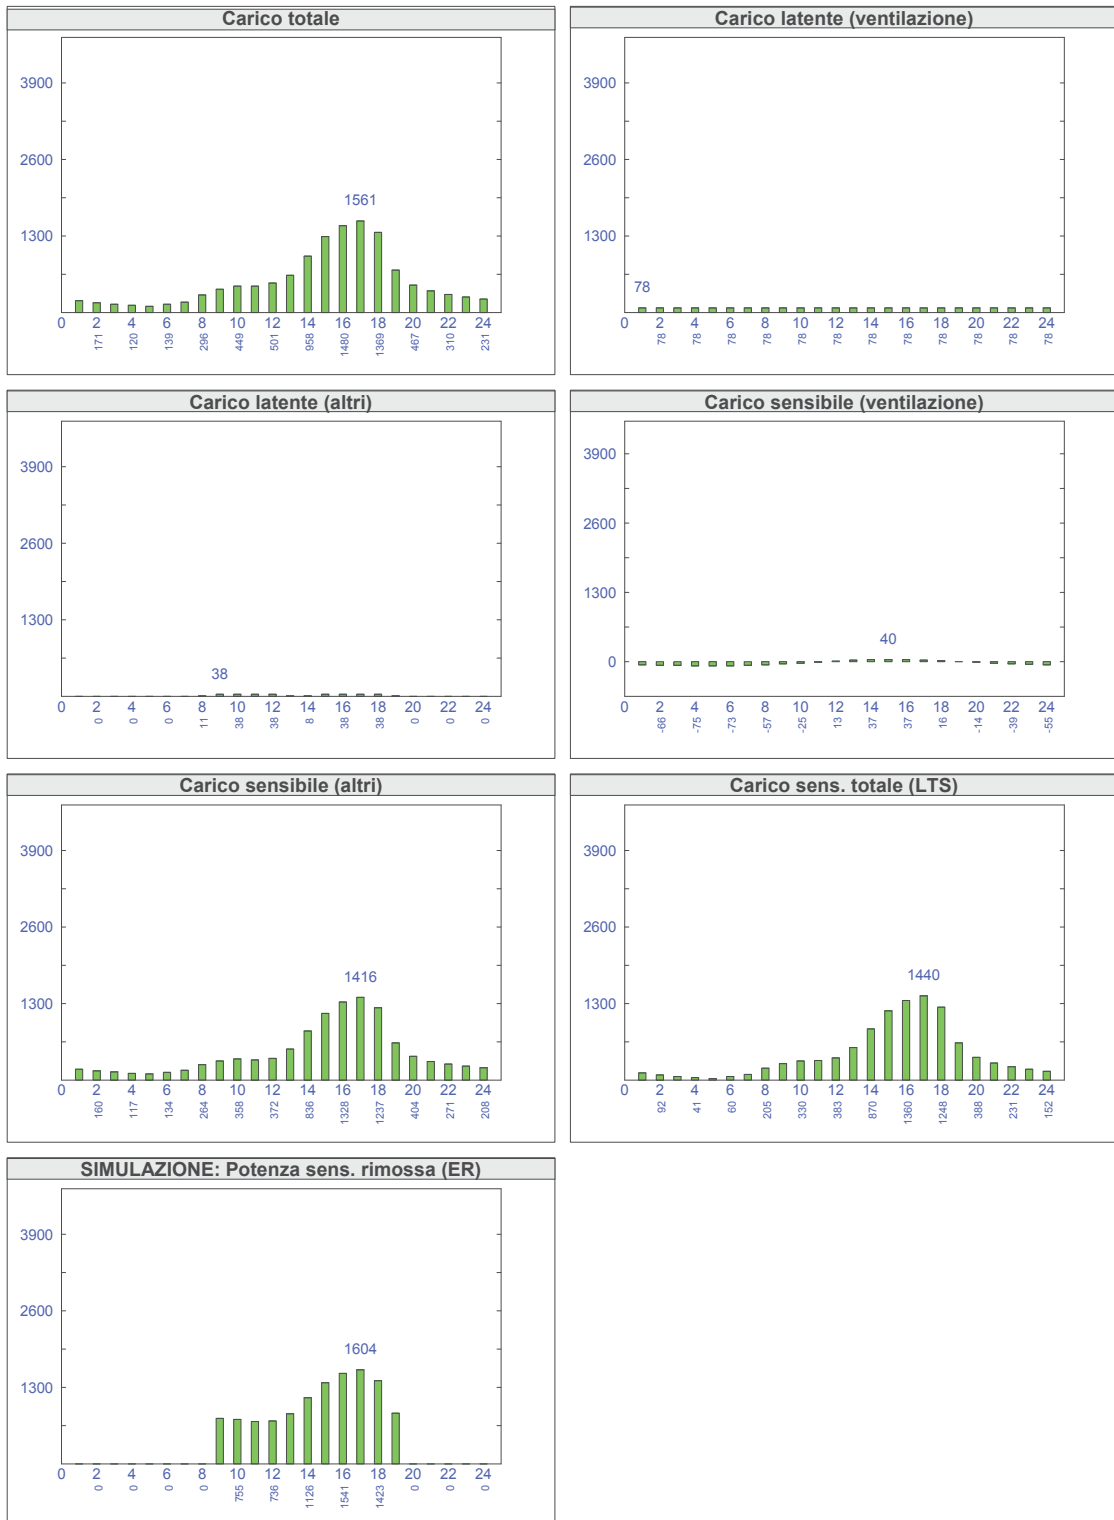 Carico totale
3900
2600
1300
1561
0 2 4 6 8 10 12 14 16 18 20 22 24
171 120 139 296 449 501 958 1480 1369 467 310 231
Carico latente (ventilazione)
3900
2600
1300
78
0 2 4 6 8 10 12 14 16 18 20 22 24
78 78 78 78 78 78 78 78 78 78 78 78
Carico latente (altri)
3900
2600
1300
38
0 2 4 6 8 10 12 14 16 18 20 22 24
0 0 0 11 38 38 8 38 38 0 0 0
Carico sensibile (ventilazione)
3900
2600
1300
40
0
0 2 4 6 8 10 12 14 16 18 20 22 24
-66 -75 -73 -57 -25 13 37 37 16 -14 -39 -55
Carico sensibile (altri)
3900
2600
1416
1300
0 2 4 6 8 10 12 14 16 18 20 22 24
160 117 134 264 358 372 836 1328 1237 404 271 208
Carico sens. totale (LTS)
3900
2600
1440
1300
0 2 4 6 8 10 12 14 16 18 20 22 24
92 41 60 205 330 383 870 1360 1248 388 231 152
SIMULAZIONE: Potenza sens. rimossa (ER)
3900
2600
1604
1300
0 2 4 6 8 10 12 14 16 18 20 22 24
0 0 0 0 755 736 1126 1541 1423 0 0 0